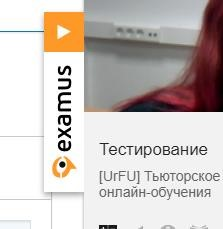 examus
Тестирование
[UrFU] Тьюторское
онлайн-обучения